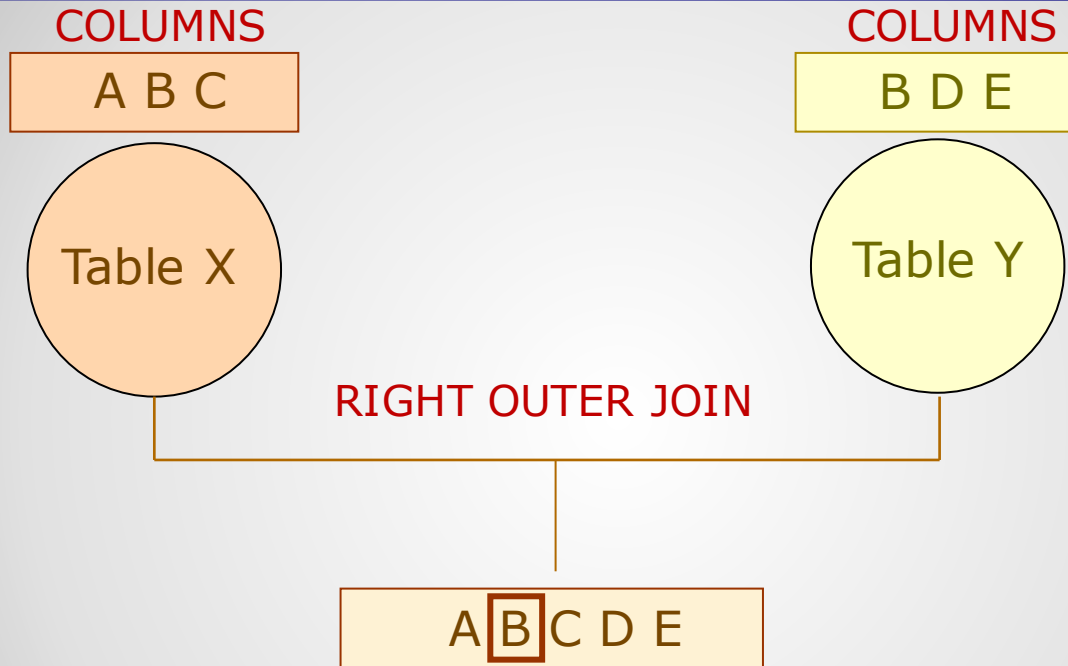 COLUMNS
COLUMNS
A B C
B D E
Table X
Table Y
RIGHT OUTER JOIN
A B C D E